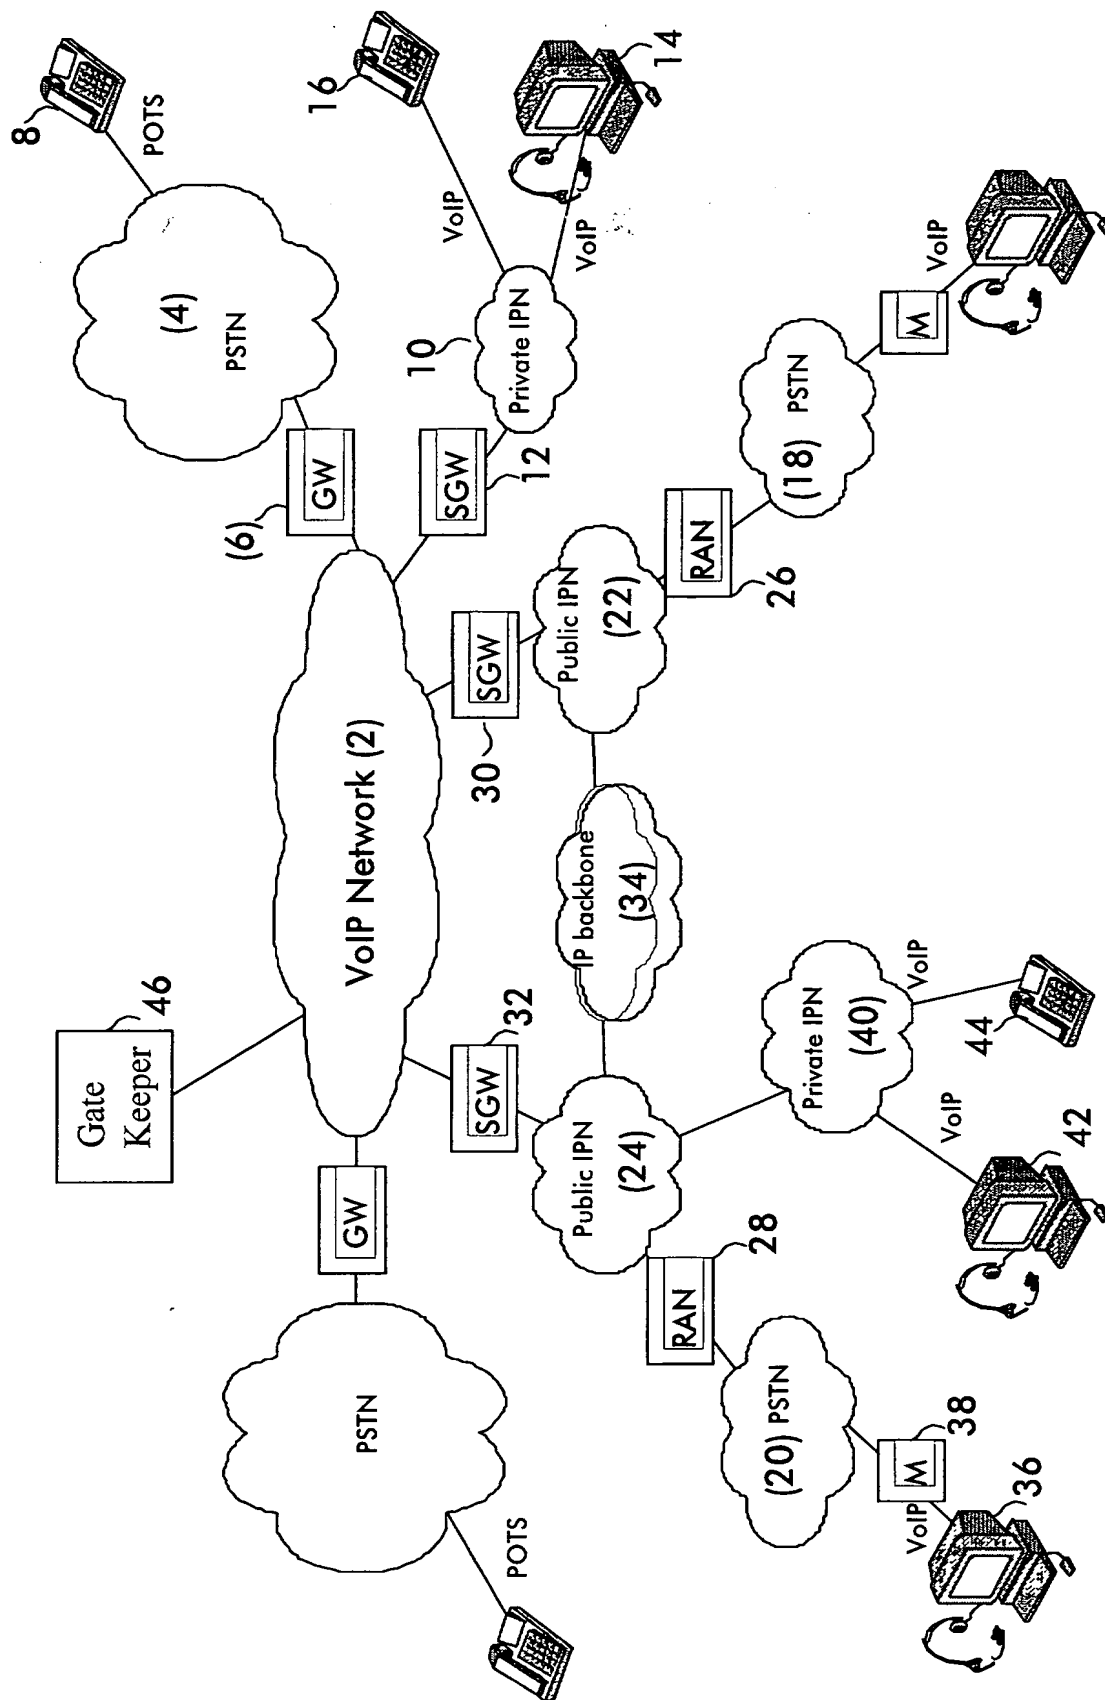 Gate
Keeper
46
VoIP Network (2)
GW
PSTN
POTS
(6)
GW
(4)
PSTN
POTS
8
SGW
12
10
Private IPN
VoIP
16
VoIP
14
SGW
32
SGW
30
Public IPN
(24)
IP backbone
(34)
Public IPN
(22)
RAN
28
RAN
26
(20) PSTN
M
38
VoIP
36
Private IPN
(40)
VoIP
42
VoIP
44
PSTN
(18)
M
VoIP